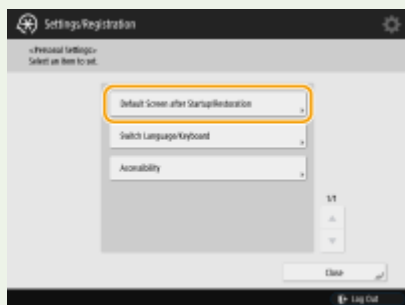 Settings/Registration
<Personal Settings>
Select an item to set.
Default Screen after Startup/Restoration
Switch Language/Keyboard
Accessibility
1/1
Close
Log Out